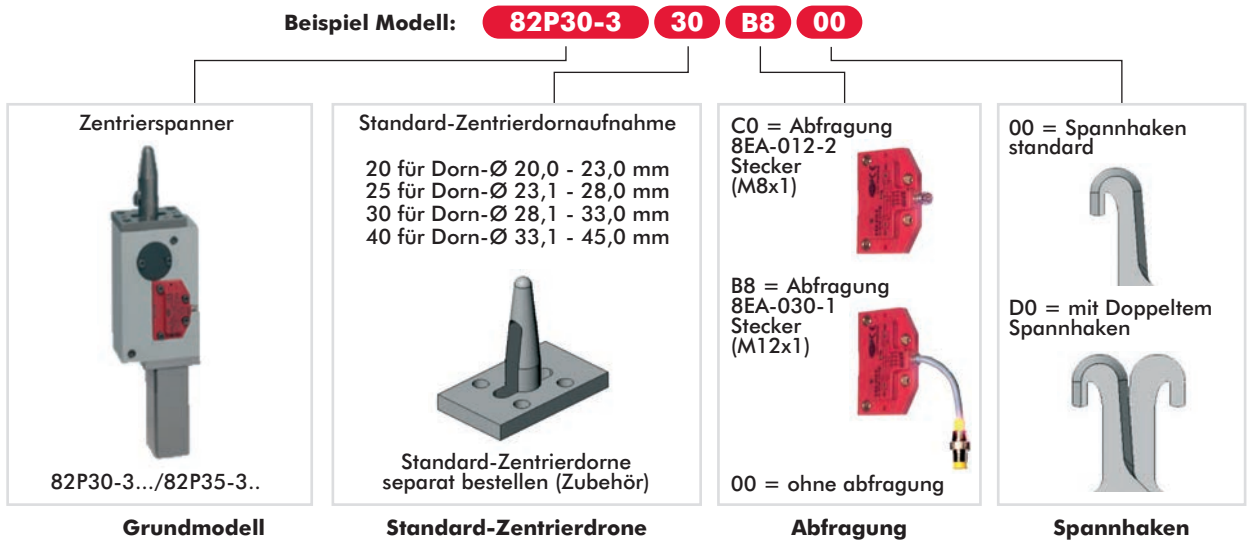 Beispiel Modell: 82P30-3 30 B8 00
Zentrierspanner
82P30-3.../82P35-3..
Grundmodell
Standard-Zentrierdornaufnahme
20 für Dorn-Ø 20,0 - 23,0 mm
25 für Dorn-Ø 23,1 - 28,0 mm
30 für Dorn-Ø 28,1 - 33,0 mm
40 für Dorn-Ø 33,1 - 45,0 mm
Standard-Zentrierdorne
separat bestellen (Zubehör)
Standard-Zentrierdrone
C0 = Abfragung
8EA-012-2
Stecker
(M8x1)
B8 = Abfragung
8EA-030-1
Stecker
(M12x1)
00 = ohne abfragung
Abfragung
00 = Spannhaken
standard
D0 = mit Doppeltem
Spannhaken
Spannhaken